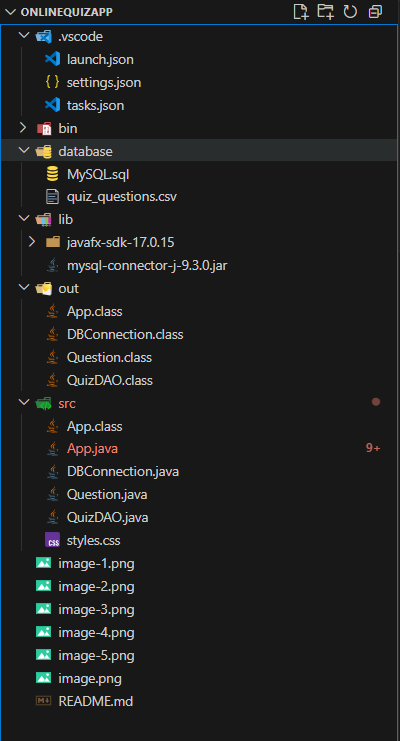 ONLINEQUIZAPP
.vscode
launch.json
{ } settings.json
tasks.json
bin
database
MySQL.sql
quiz_questions.csv
lib
javafx-sdk-17.0.15
mysql-connector-j-9.3.0.jar
out
App.class
DBConnection.class
Question.class
QuizDAO.class
src
App.class
App.java 9+
DBConnection.java
Question.java
QuizDAO.java
CSS styles.css
image-1.png
image-2.png
image-3.png
image-4.png
image-5.png
image.png
README.md